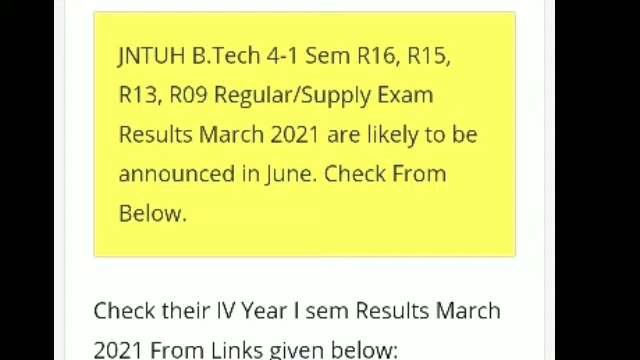 JNTUH B.Tech 4-1 Sem R16, R15,
R13, R09 Regular/Supply Exam
Results March 2021 are likely to be
announced in June. Check From
Below.
Check their IV Year I sem Results March
2021 From Links given below: